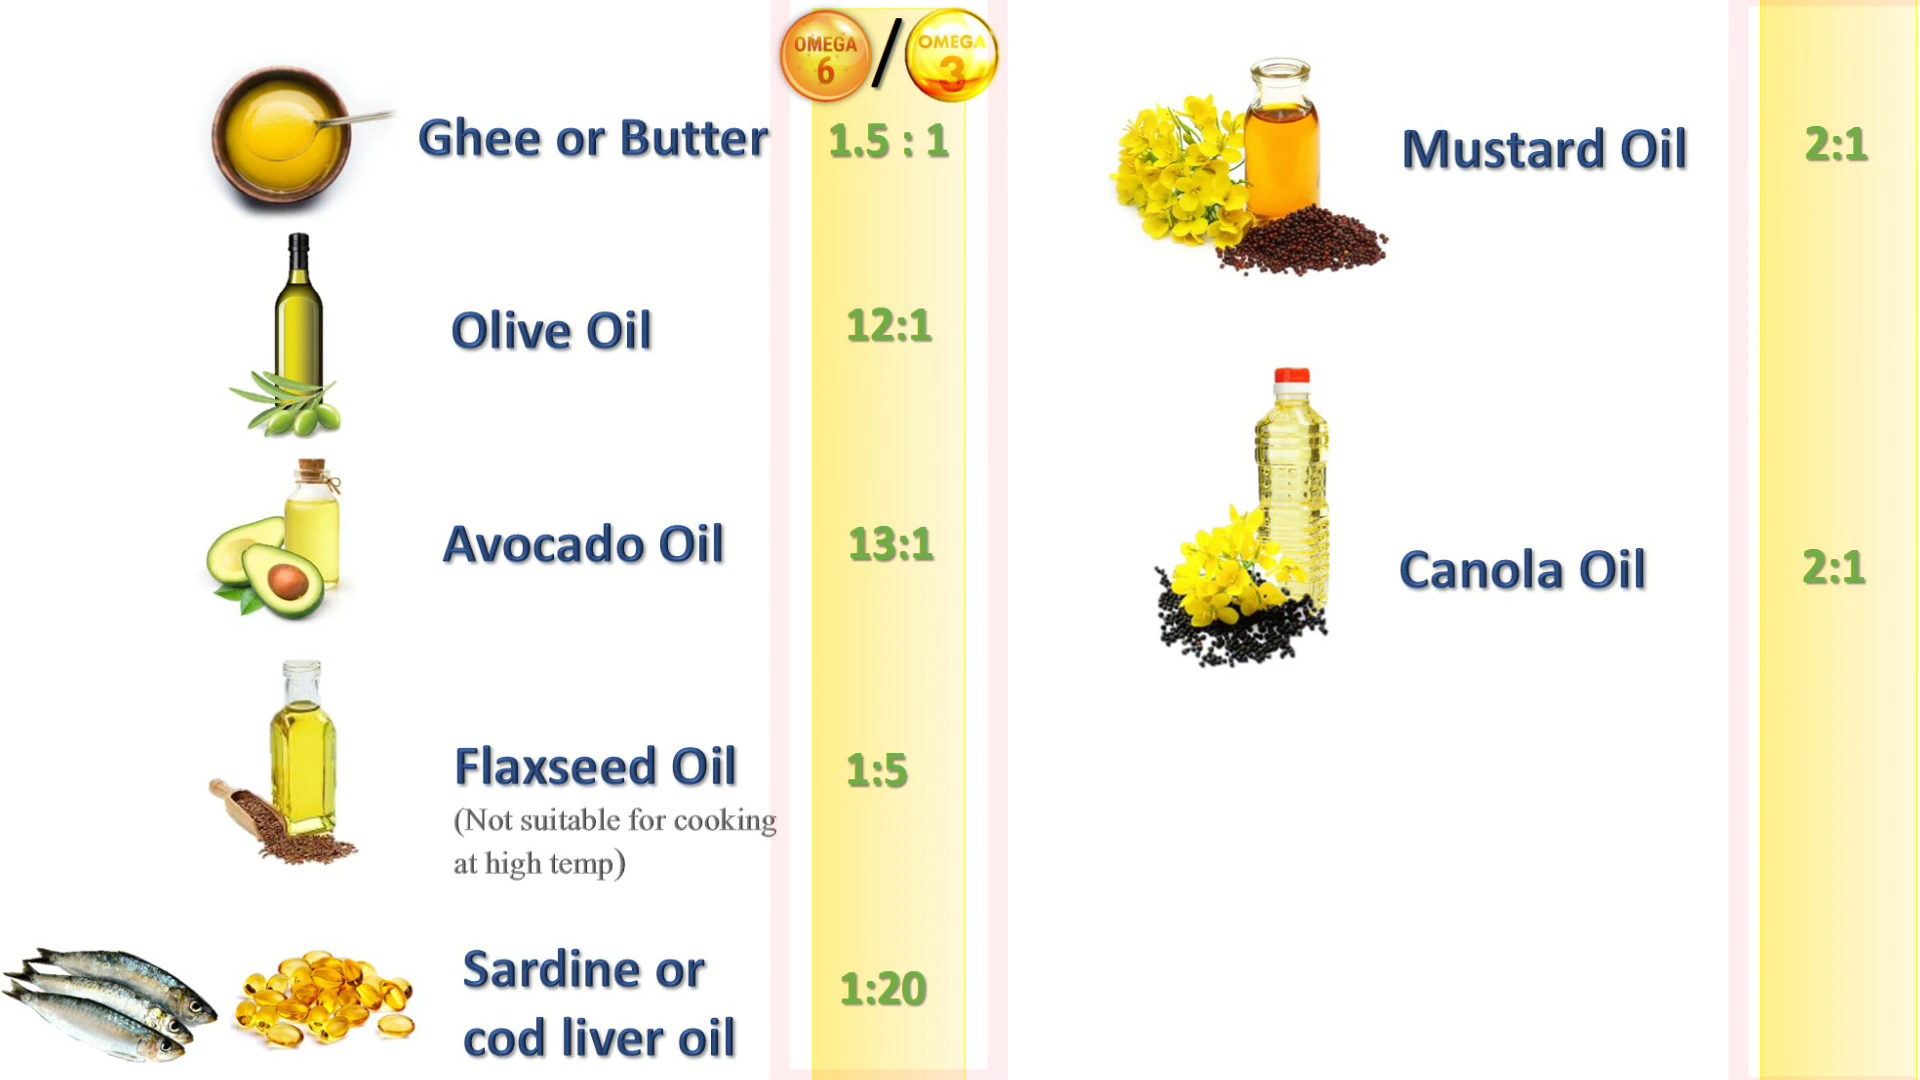 OMEGA 6 / OMEGA 3
Ghee or Butter 1.5 : 1
Olive Oil 12:1
Avocado Oil 13:1
Flaxseed Oil 1:5
(Not suitable for cooking
at high temp)
Sardine or
cod liver oil 1:20
Mustard Oil 2:1
Canola Oil 2:1